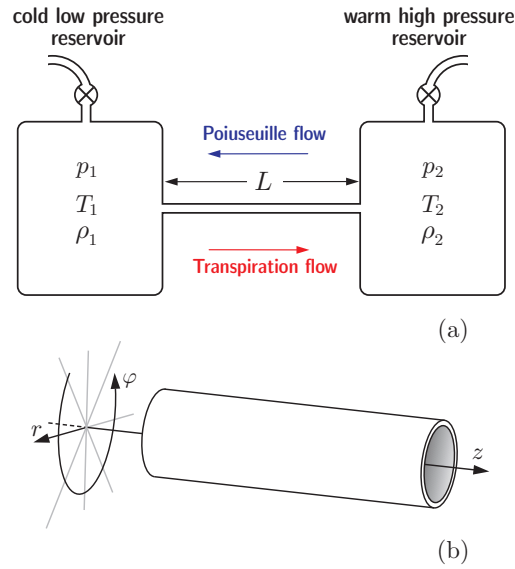 cold low pressure
reservoir
warm high pressure
reservoir
Poiuseuille flow
L
p₁
T₁
ρ₁
p₂
T₂
ρ₂
Transpiration flow
(a)
φ
r
z
(b)